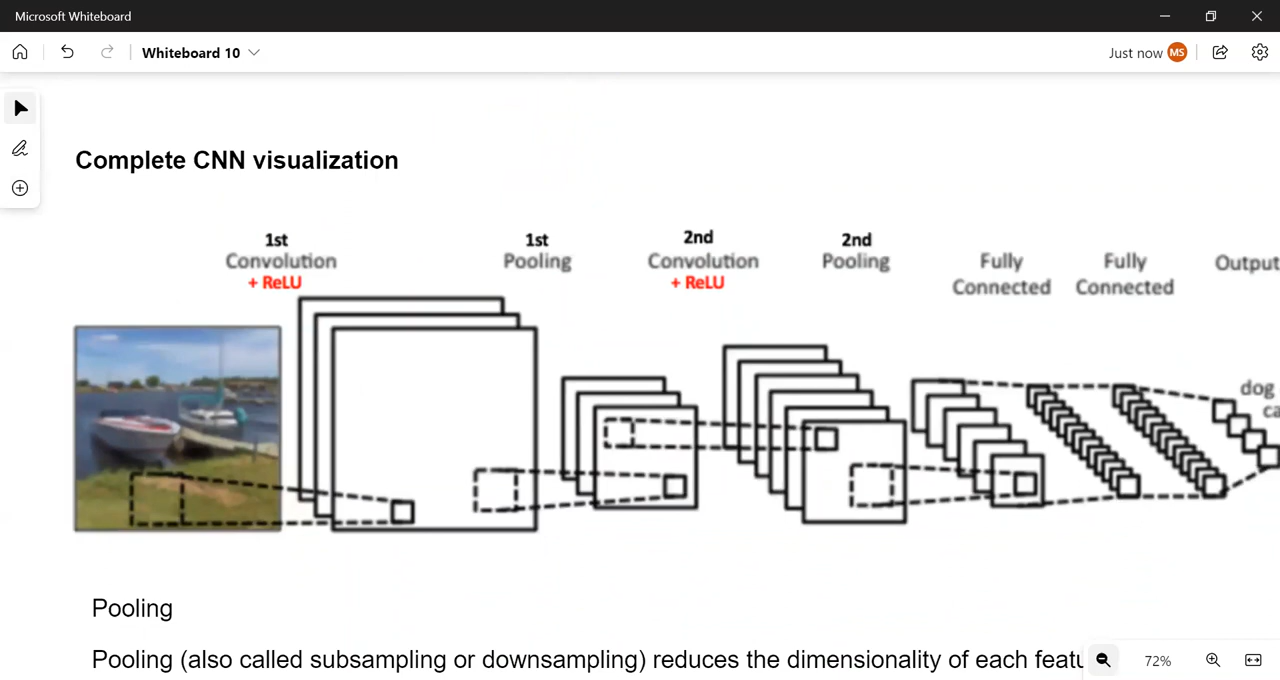 Microsoft Whiteboard
Whiteboard 10
Just now MS
Complete CNN visualization
1st 1st 2nd 2nd
Convolution Pooling Convolution Pooling Fully Fully Output
+ ReLU + ReLU Connected Connected
dog
ca
Pooling
Pooling (also called subsampling or downsampling) reduces the dimensionality of each featu
72%